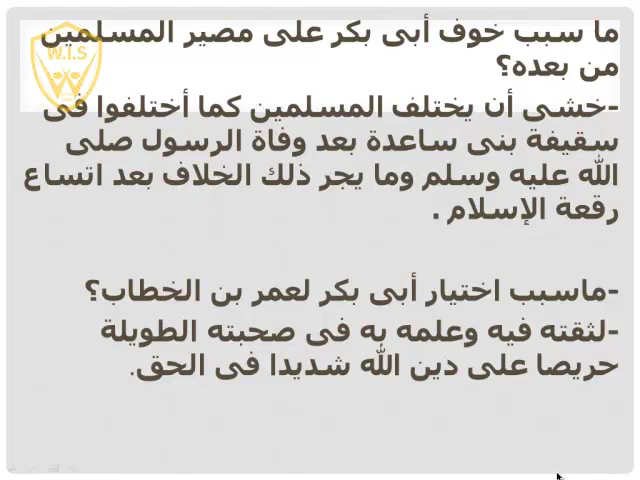 ما سبب خوف أبى بكر على مصير المسلمين
من بعده؟
-خشى أن يختلف المسلمين كما أختلفوا فى
سقيفة بنى ساعدة بعد وفاة الرسول صلى
الله عليه وسلم وما يجر ذلك الخلاف بعد اتساع
رقعة الإسلام .
-ماسبب اختيار أبى بكر لعمر بن الخطاب؟
-لثقته فيه وعلمه به فى صحبته الطويلة
حريصا على دين الله شديدا فى الحق.
W.I.S